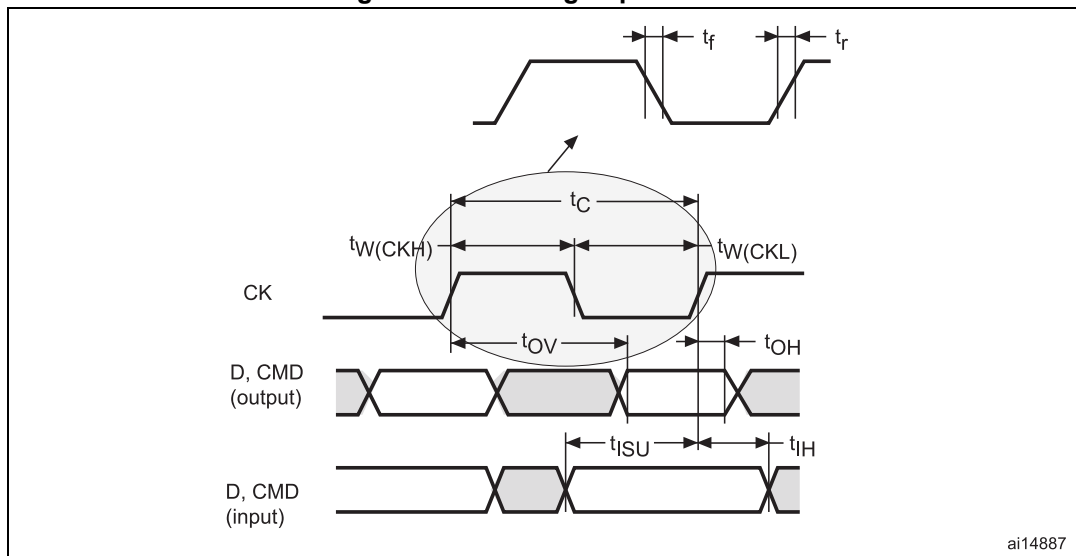 tf
tr
tC
tW(CKH)
tW(CKL)
CK
tOV
tOH
D, CMD
(output)
tISU
tIH
D, CMD
(input)
ai14887